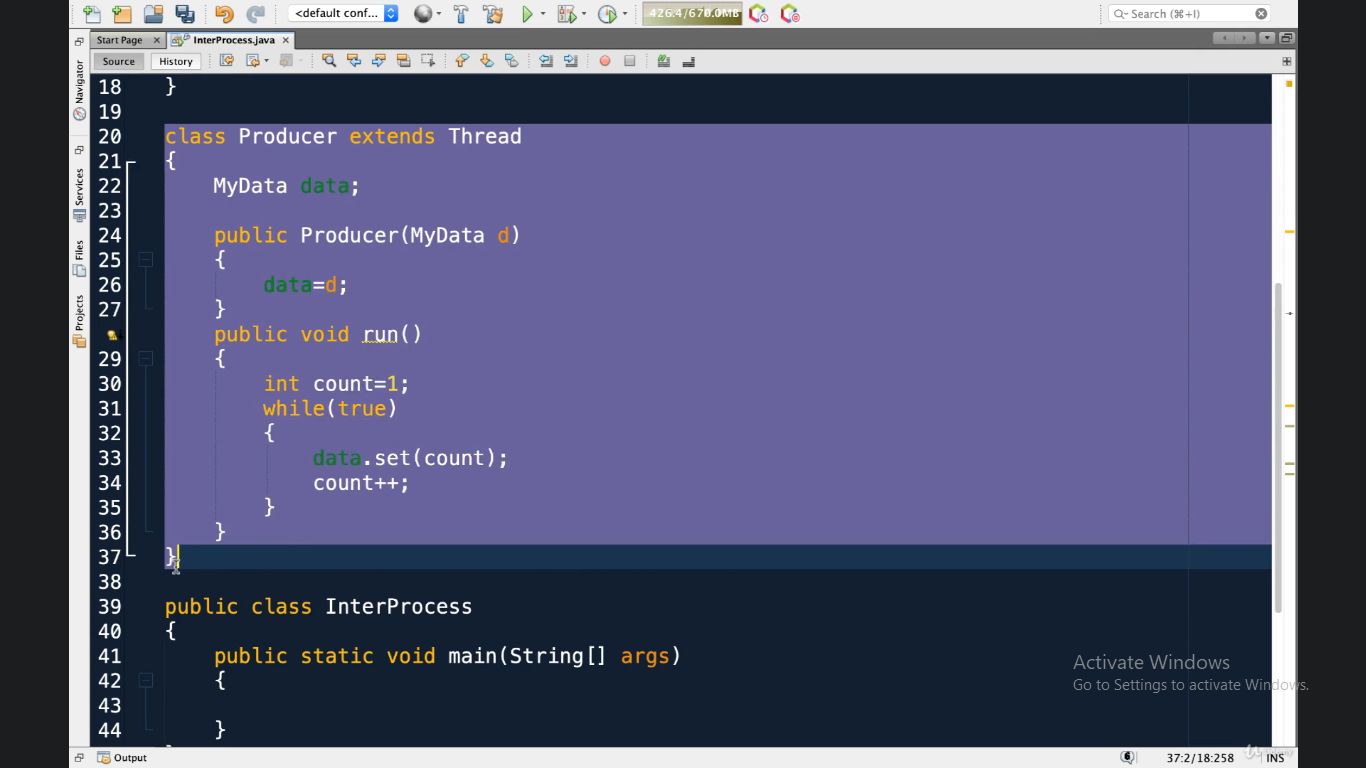 <default conf...
426.4/670.0MB
Search (⌘+I)
Start Page
InterProcess.java
Source
History
Navigator
Services
Files
Projects
18 }
19
20 class Producer extends Thread
21 {
22 MyData data;
23
24 public Producer(MyData d)
25 {
26 data=d;
27 }
public void run()
29 {
30 int count=1;
31 while(true)
32 {
33 data.set(count);
34 count++;
35 }
36 }
37 }
38
39 public class InterProcess
40 {
41 public static void main(String[] args)
42 {
43
44 }
Activate Windows
Go to Settings to activate Windows.
Output
6
37:2/18:258
INS